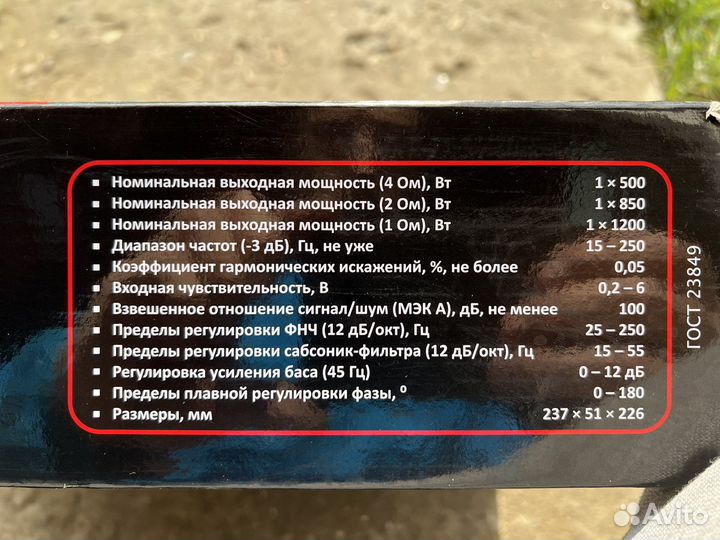 Номинальная выходная мощность (4 Ом), Вт 1 × 500
Номинальная выходная мощность (2 Ом), Вт 1 × 850
Номинальная выходная мощность (1 Ом), Вт 1 × 1200
Диапазон частот (-3 дБ), Гц, не уже 15 – 250
Коэффициент гармонических искажений, %, не более 0,05
Входная чувствительность, В 0,2 – 6
Взвешенное отношение сигнал/шум (МЭК А), дБ, не менее 100
Пределы регулировки ФНЧ (12 дБ/окт), Гц 25 – 250
Пределы регулировки сабсоник-фильтра (12 дБ/окт), Гц 15 – 55
Регулировка усиления баса (45 Гц) 0 – 12 дБ
Пределы плавной регулировки фазы, ⁰ 0 – 180
Размеры, мм 237 × 51 × 226
ГОСТ 23849
Avito